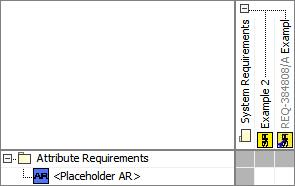 System Requirements
Example 2
REQ-384808/A Exampl
Attribute Requirements
AR <Placeholder AR>